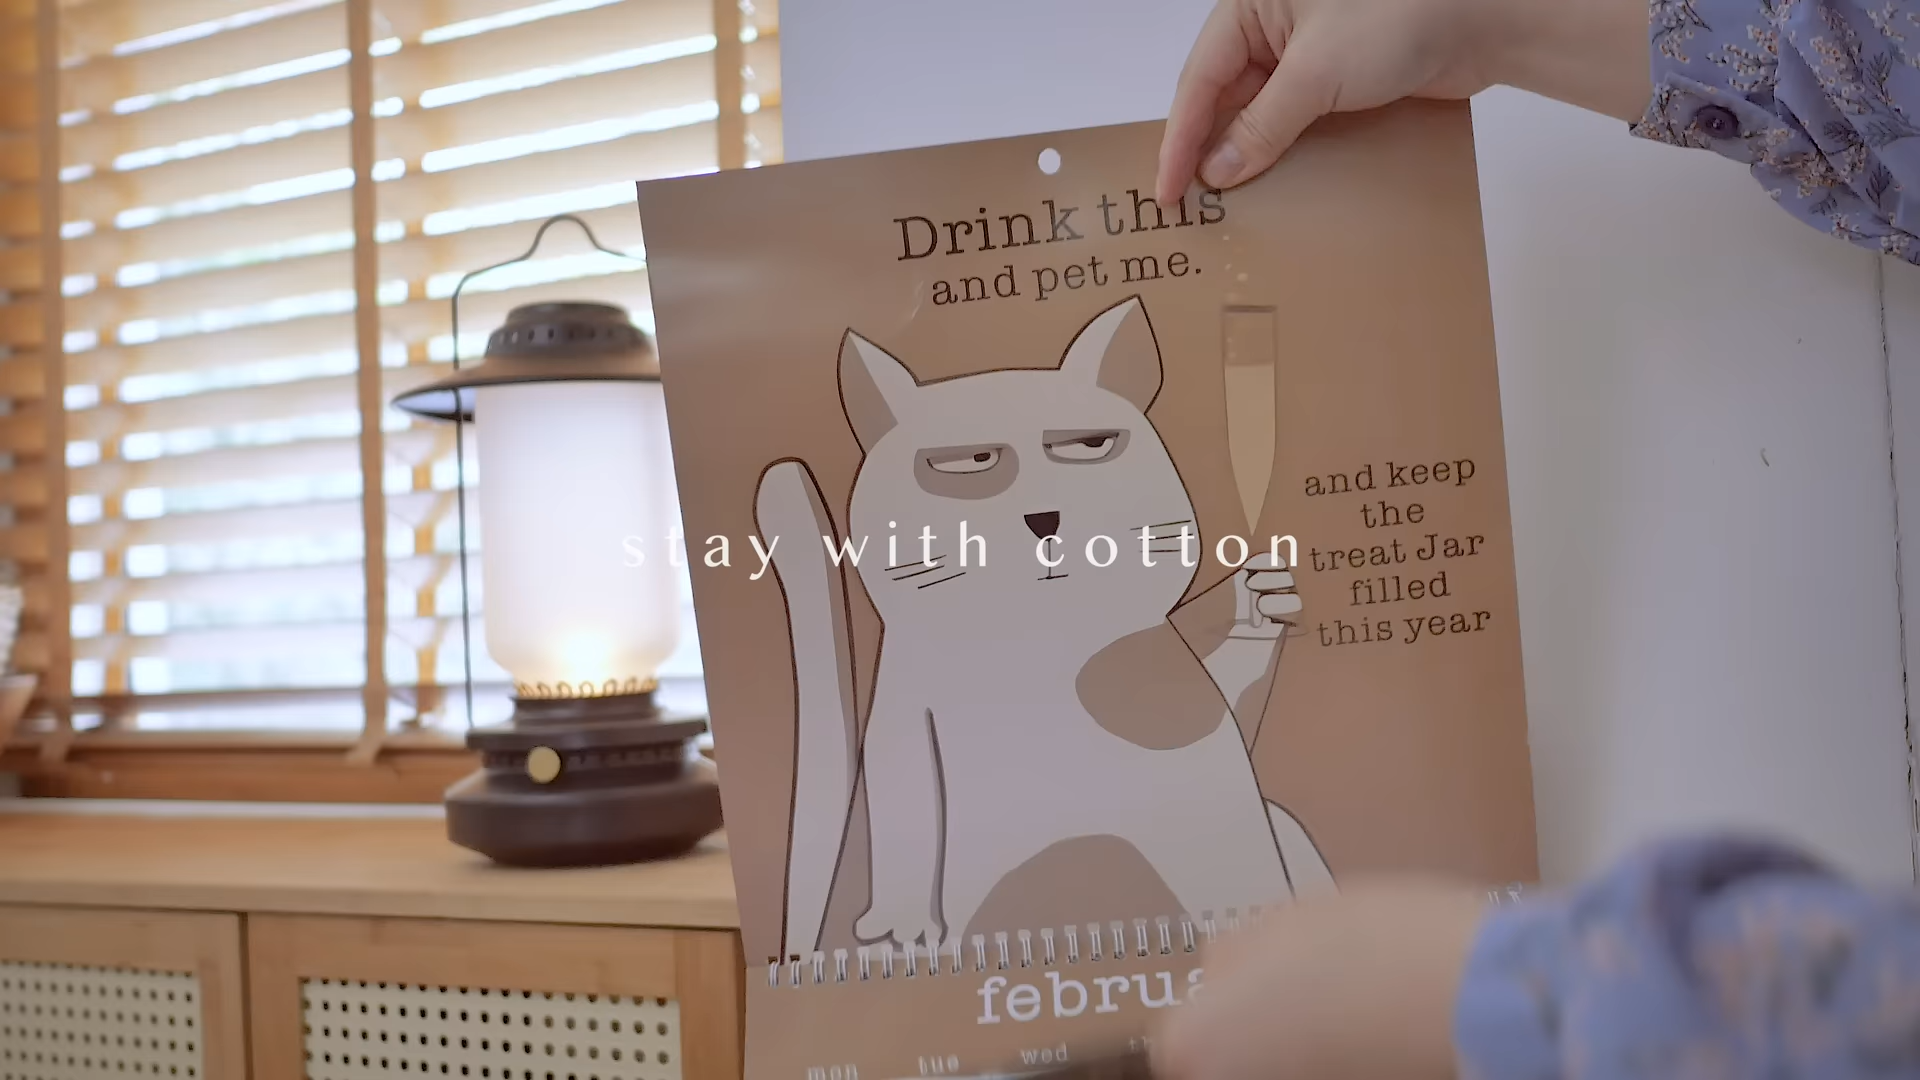 Drink this
and pet me.
and keep
the
treat Jar
filled
this year
stay with cotton
mon tue wed